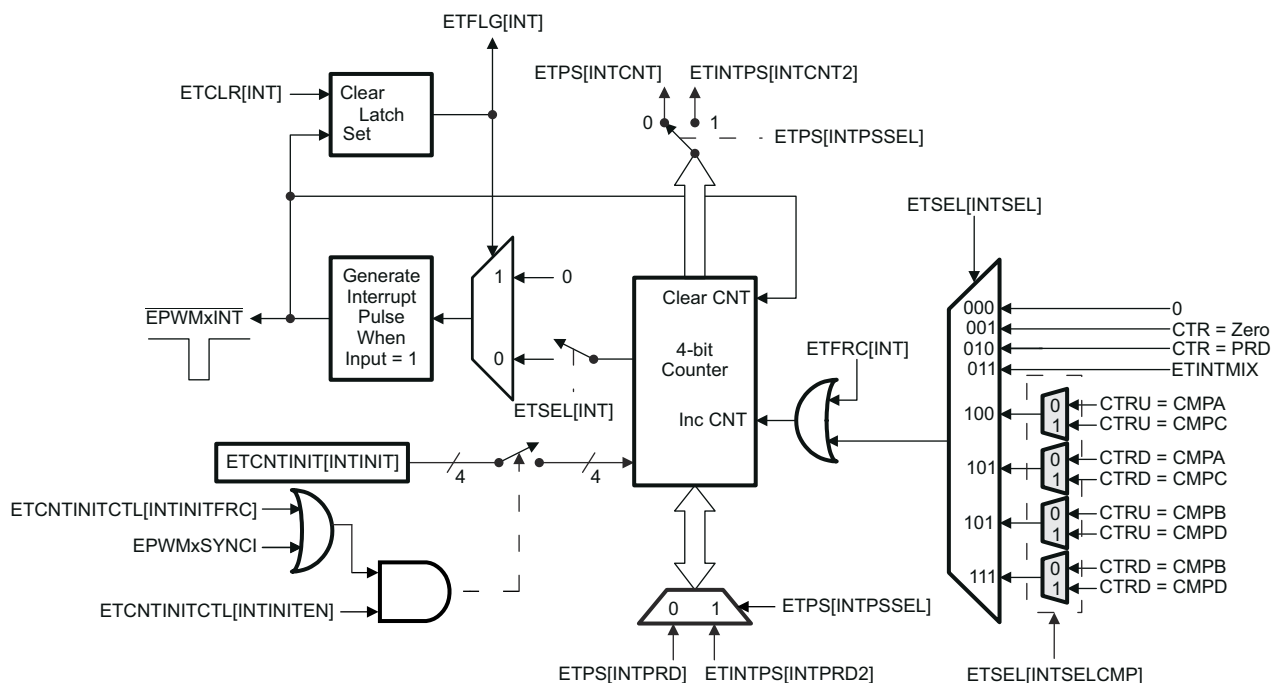 ETFLG[INT]
ETCLR[INT]
Clear
Latch
Set
ETPS[INTCNT]
ETINTPS[INTCNT2]
0
1
ETPS[INTPSSEL]
ETSEL[INTSEL]
Generate
Interrupt
Pulse
When
Input = 1
EPWMxINT
1
0
0
ETSEL[INT]
Clear CNT
4-bit
Counter
Inc CNT
ETFRC[INT]
000
0
001
CTR = Zero
010
CTR = PRD
011
ETINTMIX
100
0
CTRU = CMPA
1
CTRU = CMPC
101
0
CTRD = CMPA
1
CTRD = CMPC
101
0
CTRU = CMPB
1
CTRU = CMPD
111
0
CTRD = CMPB
1
CTRD = CMPD
ETSEL[INTSELCMP]
ETCNTINIT[INTINIT]
4
4
ETCNTINITCTL[INTINITFRC]
EPWMxSYNCI
ETCNTINITCTL[INTINITEN]
0
1
ETPS[INTPSSEL]
ETPS[INTPRD]
ETINTPS[INTPRD2]